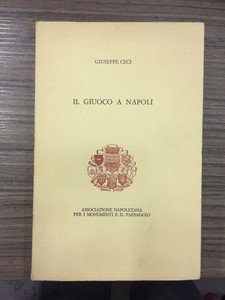 GIUSEPPE CECI
IL GIUOCO A NAPOLI
ASSOCIAZIONE NAPOLETANA
PER I MONUMENTI E IL PAESAGGIO